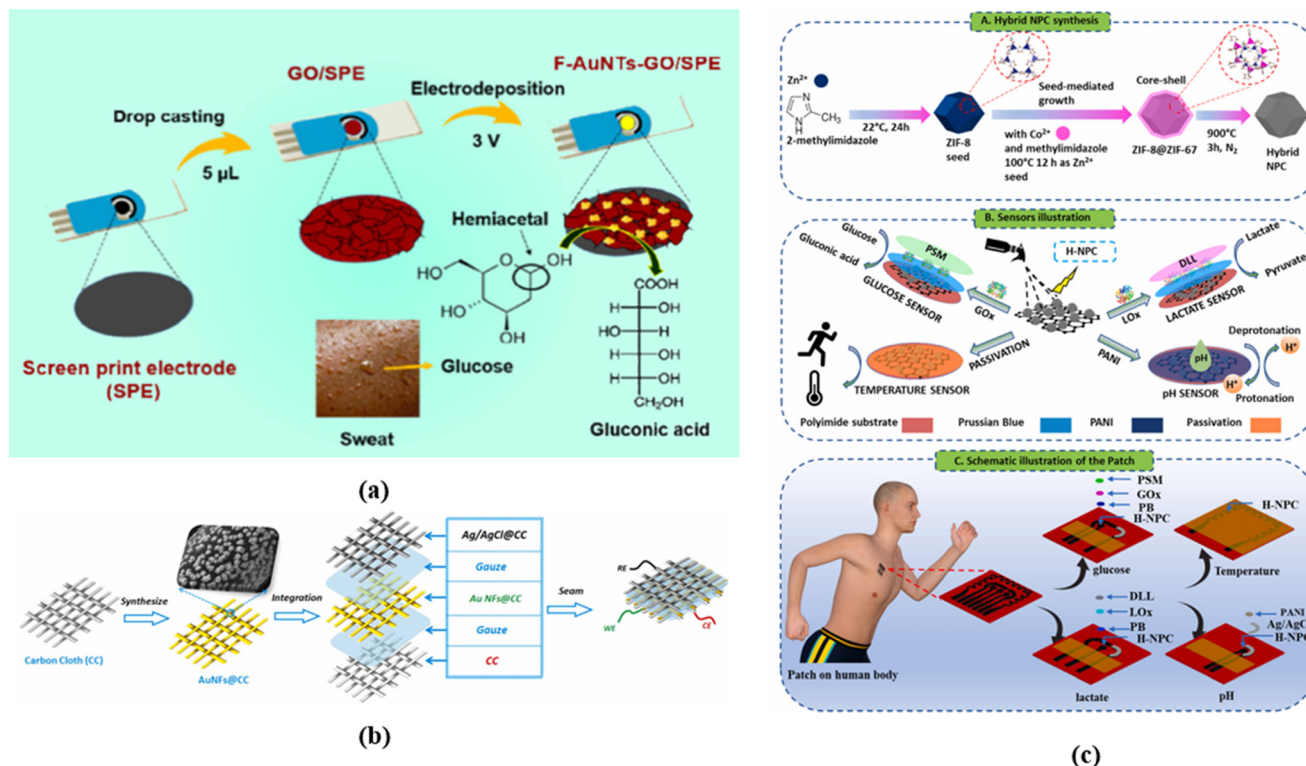 GO/SPE
F-AuNTs-GO/SPE
Electrodeposition
3 V
Drop casting
5 µL
Hemiacetal
OH
HO
O
HO
OH
OH
COOH
OH
HO
H
H
OH
H
OH
CH₂OH
Screen print electrode
(SPE)
Glucose
Sweat
Gluconic acid
(a)
Carbon Cloth (CC)
Synthesize
AuNFs@CC
Integration
Ag/AgCl@CC
Gauze
Au NFs@CC
Gauze
CC
Seam
RE
WE
CE
(b)
A. Hybrid NPC synthesis
Zn²⁺
N
CH₃
N
H
2-methylimidazole
22°C, 24h
ZIF-8
seed
Seed-mediated
growth
with Co²⁺
and methylimidazole
100°C 12 h as Zn²⁺
seed
Core-shell
ZIF-8@ZIF-67
900°C
3h, N₂
Hybrid
NPC
B. Sensors illustration
Glucose
Gluconic acid
PSM
GLUCOSE SENSOR
GOx
H-NPC
LOx
DLL
LACTATE SENSOR
Lactate
Pyruvate
PASSIVATION
TEMPERATURE SENSOR
PANI
pH
pH SENSOR
Deprotonation
H⁺
H⁺
Protonation
Polyimide substrate
Prussian Blue
PANI
Passivation
C. Schematic illustration of the Patch
Patch on human body
PSM
GOx
PB
H-NPC
glucose
H-NPC
Temperature
DLL
LOx
PB
H-NPC
lactate
PANI
Ag/AgC
H-NPC
pH
(c)